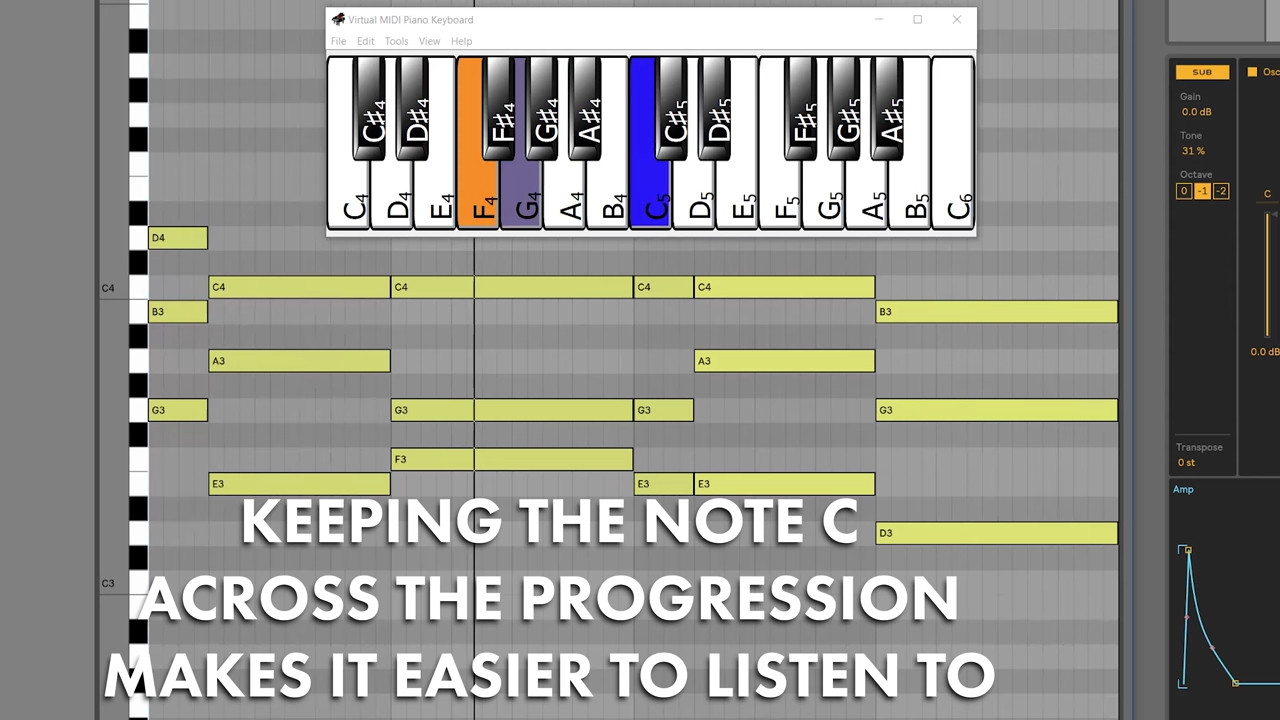 Virtual MIDI Piano Keyboard
File Edit Tools View Help
C♯4 D♯4 F♯4 G♯4 A♯4 C♯5 D♯5 F♯5 G♯5 A♯5
C4 D4 E4 F4 G4 A4 B4 C5 D5 E5 F5 G5 A5 B5 C6
SUB
Osc
Gain
0.0 dB
Tone
31 %
Octave
0 -1 -2
C
0.0 dB
Transpose
0 st
Amp
D4
C4 C4 C4 C4 C4
B3 B3
A3 A3
G3 G3 G3 G3
F3
E3 E3 E3
D3
C3
KEEPING THE NOTE C
ACROSS THE PROGRESSION
MAKES IT EASIER TO LISTEN TO